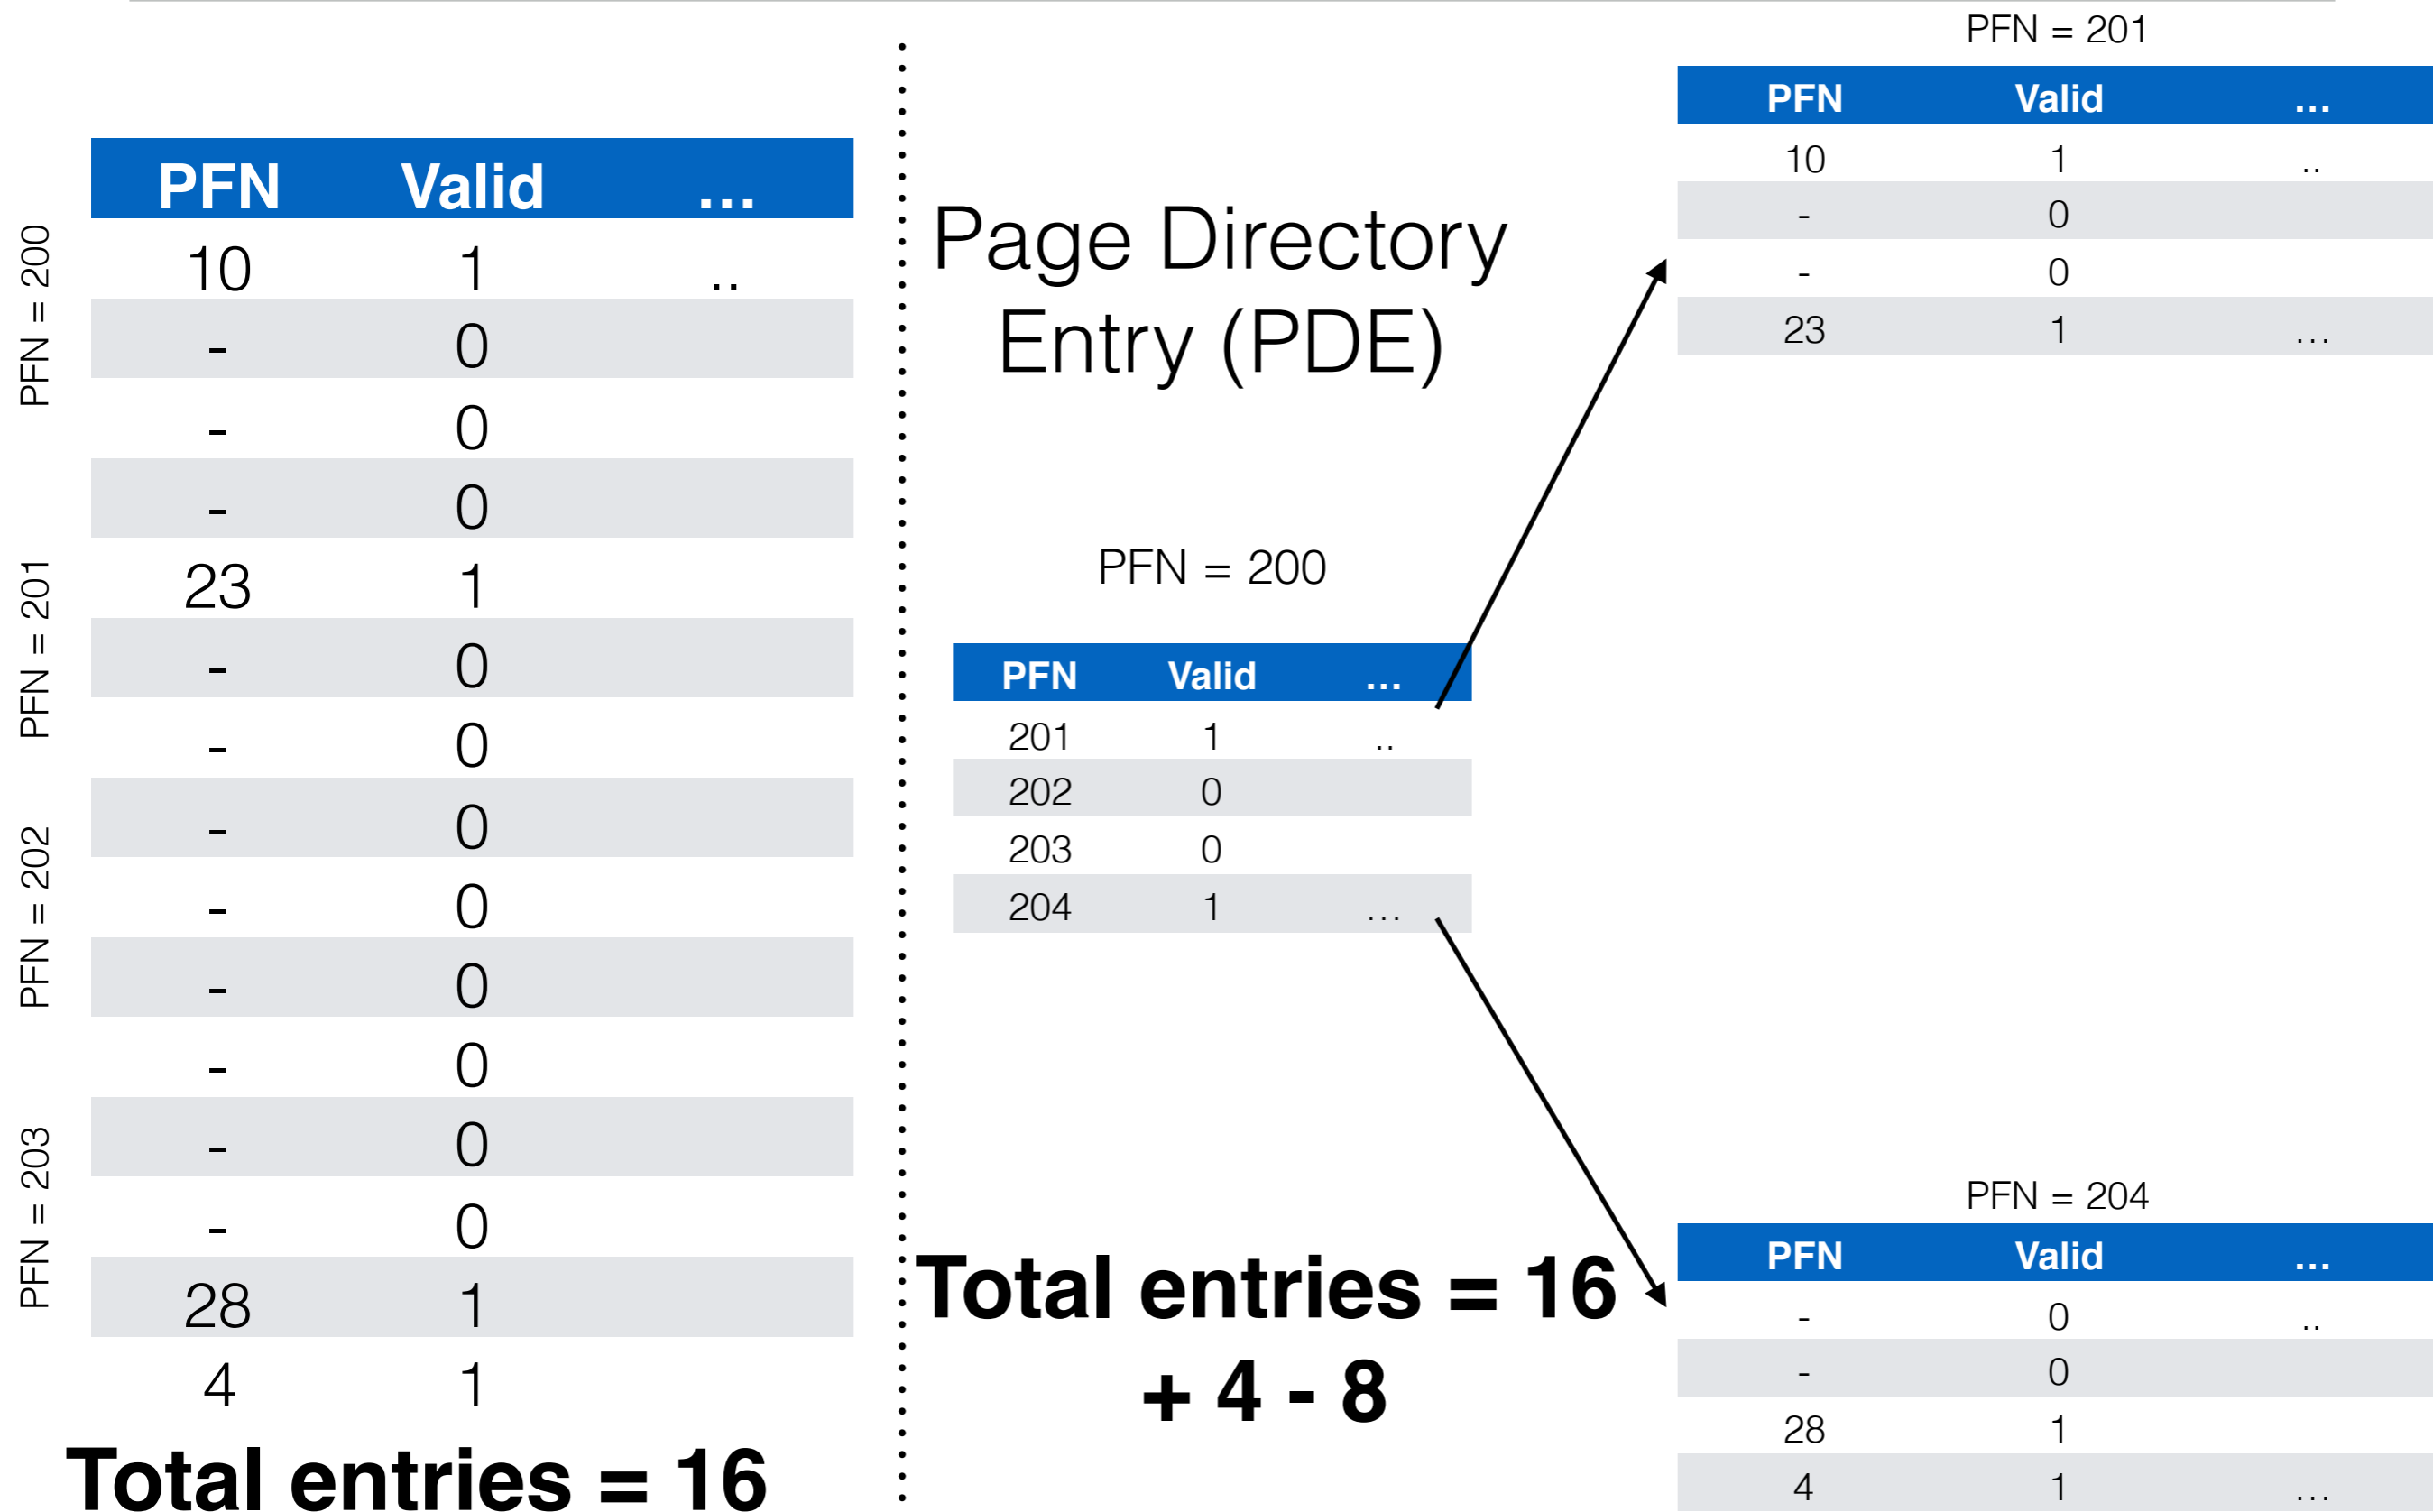 PFN Valid ...
PFN = 200
10 1 ..
- 0
- 0
- 0
PFN = 201
23 1
- 0
- 0
- 0
PFN = 202
- 0
- 0
- 0
- 0
PFN = 203
- 0
28 1
4 1
Total entries = 16
Page Directory
Entry (PDE)
PFN = 200
PFN Valid ...
201 1 ..
202 0
203 0
204 1 ...
Total entries = 16
+ 4 - 8
PFN = 201
PFN Valid ...
10 1 ..
- 0
- 0
23 1 ...
PFN = 204
PFN Valid ...
- 0 ..
- 0
28 1
4 1 ...